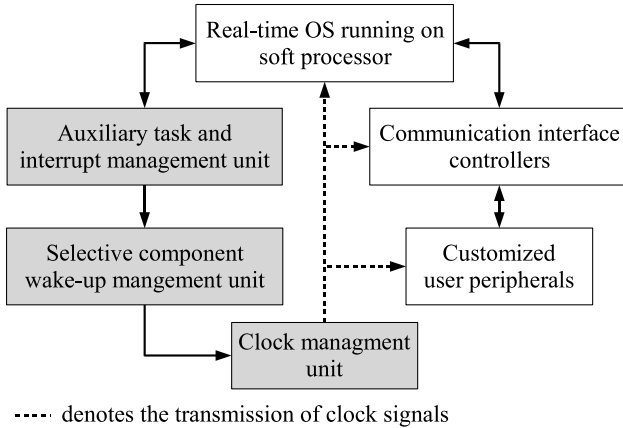 Real-time OS running on
soft processor
Auxiliary task and
interrupt management unit
Communication interface
controllers
Selective component
wake-up mangement unit
Customized
user peripherals
Clock managment
unit
denotes the transmission of clock signals